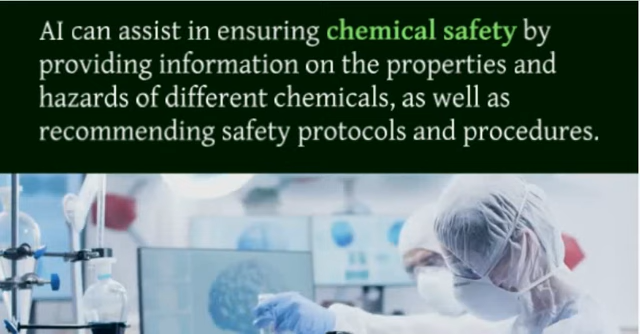 AI can assist in ensuring chemical safety by
providing information on the properties and
hazards of different chemicals, as well as
recommending safety protocols and procedures.